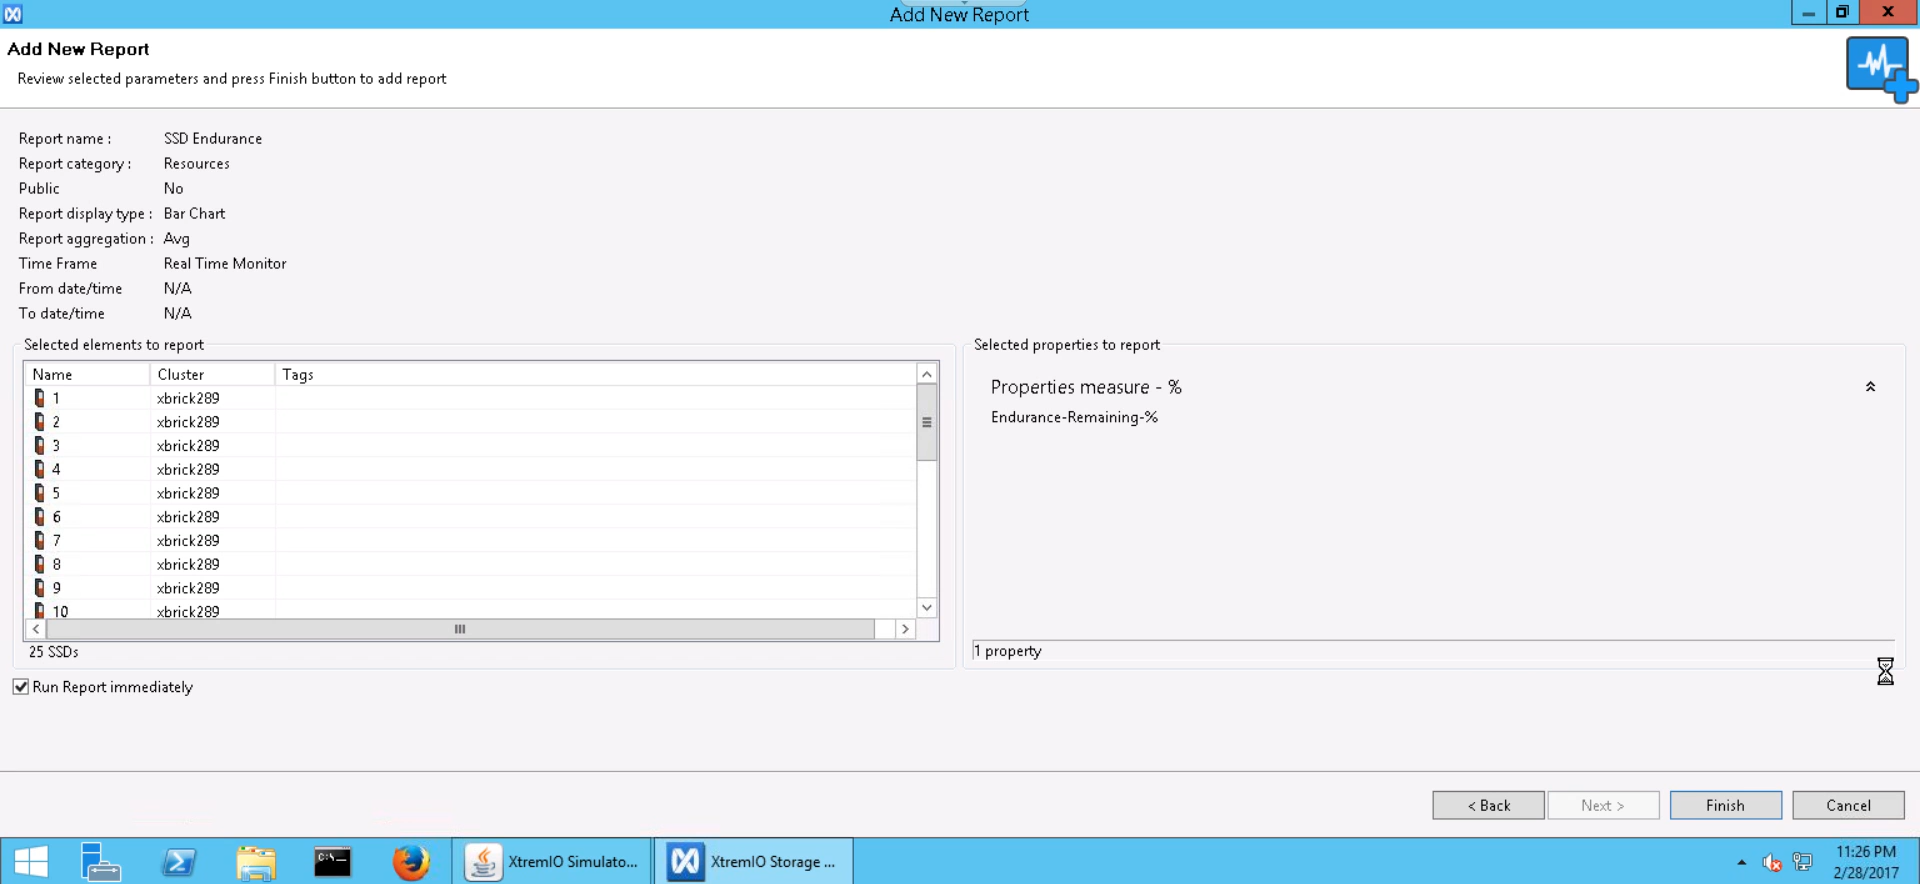 Add New Report
Add New Report
Review selected parameters and press Finish button to add report
Report name : SSD Endurance
Report category : Resources
Public No
Report display type : Bar Chart
Report aggregation : Avg
Time Frame Real Time Monitor
From date/time N/A
To date/time N/A
Selected elements to report
Name Cluster Tags
1 xbrick289
2 xbrick289
3 xbrick289
4 xbrick289
5 xbrick289
6 xbrick289
7 xbrick289
8 xbrick289
9 xbrick289
10 xbrick289
25 SSDs
Selected properties to report
Properties measure - %
Endurance-Remaining-%
1 property
Run Report immediately
< Back Next > Finish Cancel
C:\_
XtremIO Simulato...
XtremIO Storage ...
11:26 PM
2/28/2017